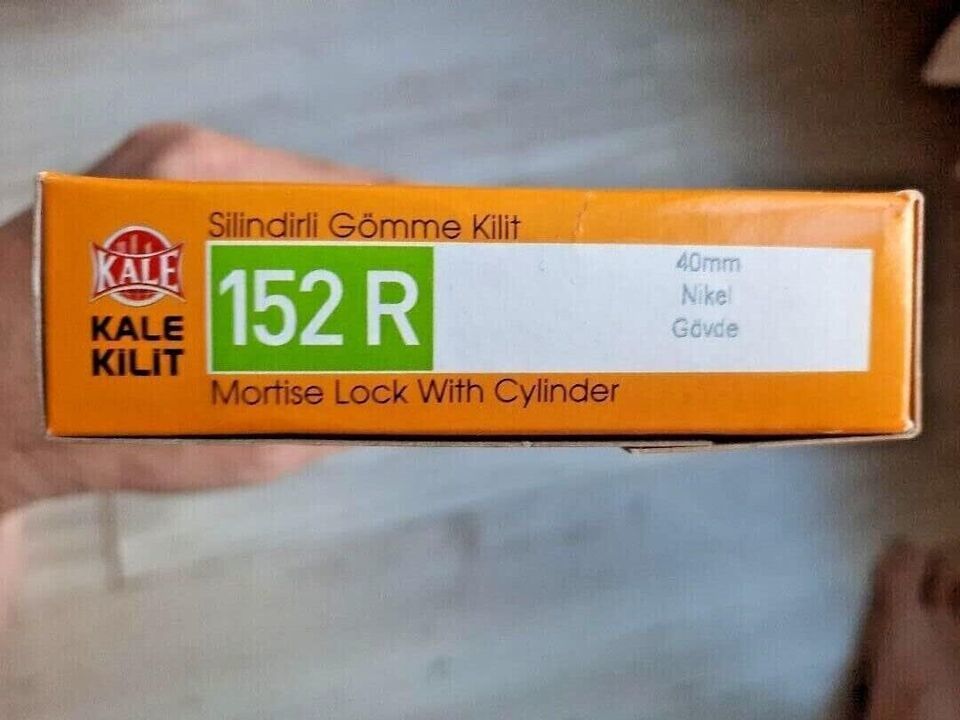 Silindirli Gömme Kilit
KALE
KALE
KİLİT
152 R
40mm
Nikel
Gövde
Mortise Lock With Cylinder